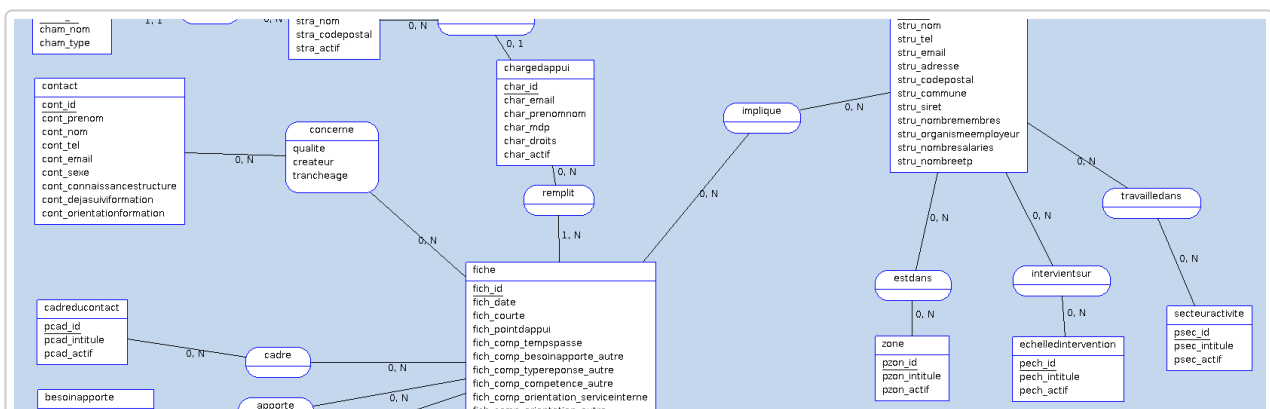 cham_nom
cham_type
1, 1
0, N
stra_nom
stra_codepostal
stra_actif
0, N
0, 1
chargedappui
char_id
char_email
char_prenomnom
char_mdp
char_droits
char_actif
0, N
remplit
1, N
contact
cont_id
cont_prenom
cont_nom
cont_tel
cont_email
cont_sexe
cont_connaissancestructure
cont_dejasuiviformation
cont_orientationformation
0, N
concerne
qualite
createur
trancheage
0, N
implique
0, N
0, N
stru_nom
stru_tel
stru_email
stru_adresse
stru_codepostal
stru_commune
stru_siret
stru_nombremembres
stru_organismeemployeur
stru_nombresalaries
stru_nombreetp
0, N
travailledans
0, N
0, N
estdans
0, N
0, N
intervientsur
0, N
secteuractivite
psec_id
psec_intitule
psec_actif
zone
pzon_id
pzon_intitule
pzon_actif
echelledintervention
pech_id
pech_intitule
pech_actif
fiche
fich_id
fich_date
fich_courte
fich_pointdappui
fich_comp_tempspasse
fich_comp_besoinapporte_autre
fich_comp_typereponse_autre
fich_comp_competence_autre
fich_comp_orientation_serviceinterne
cadreducontact
pcad_id
pcad_intitule
pcad_actif
0, N
cadre
0, N
besoinapporte
apporte
0, N